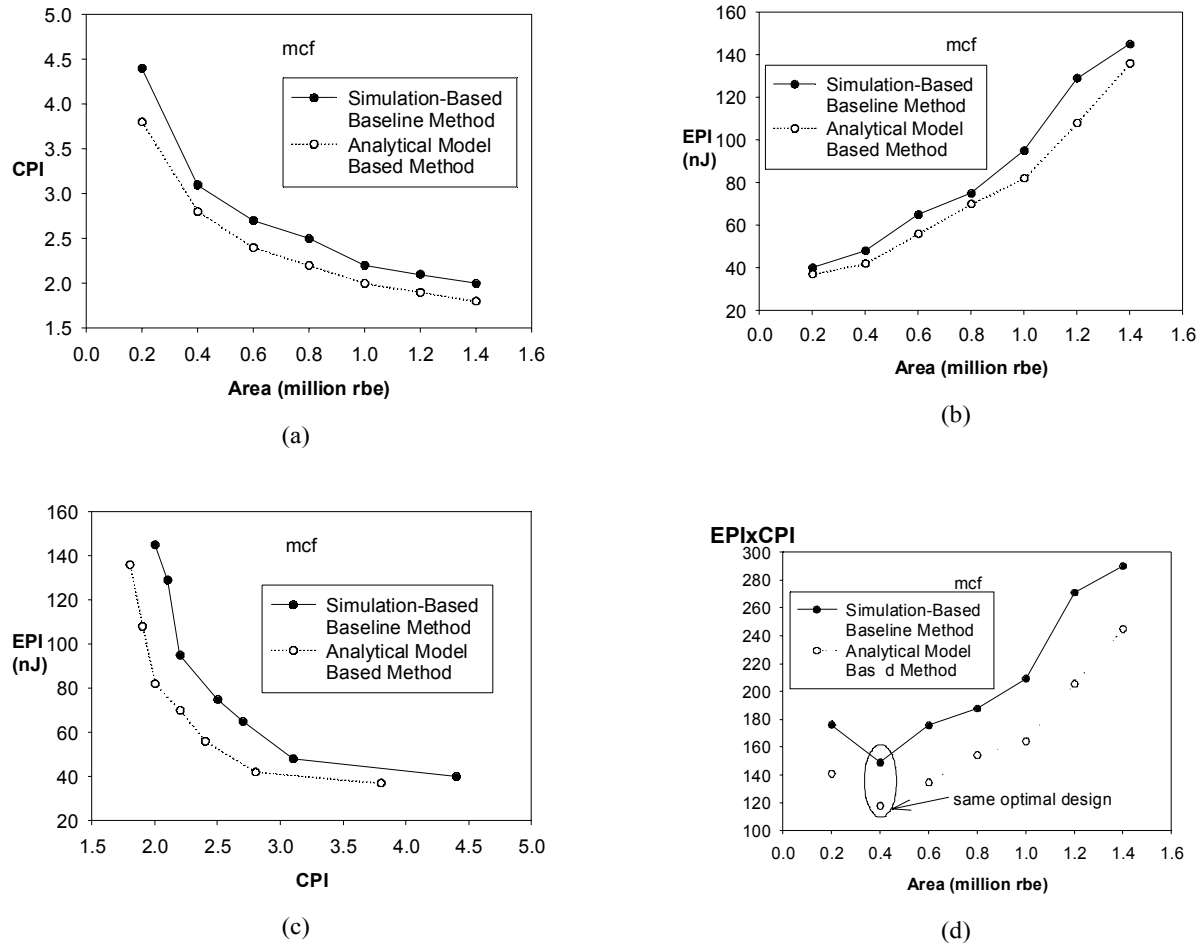 5.0
4.5
4.0
3.5
3.0
2.5
2.0
1.5
CPI
mcf
Simulation-Based
Baseline Method
Analytical Model
Based Method
0.0 0.2 0.4 0.6 0.8 1.0 1.2 1.4 1.6
Area (million rbe)
(a)
160
140
120
100
80
60
40
20
EPI
(nJ)
mcf
Simulation-Based
Baseline Method
Analytical Model
Based Method
0.0 0.2 0.4 0.6 0.8 1.0 1.2 1.4 1.6
Area (million rbe)
(b)
160
140
120
100
80
60
40
20
EPI
(nJ)
mcf
Simulation-Based
Baseline Method
Analytical Model
Based Method
1.5 2.0 2.5 3.0 3.5 4.0 4.5 5.0
CPI
(c)
EPIxCPI
300
280
260
240
220
200
180
160
140
120
100
mcf
Simulation-Based
Baseline Method
Analytical Model
Bas d Method
same optimal design
0.0 0.2 0.4 0.6 0.8 1.0 1.2 1.4 1.6
Area (million rbe)
(d)